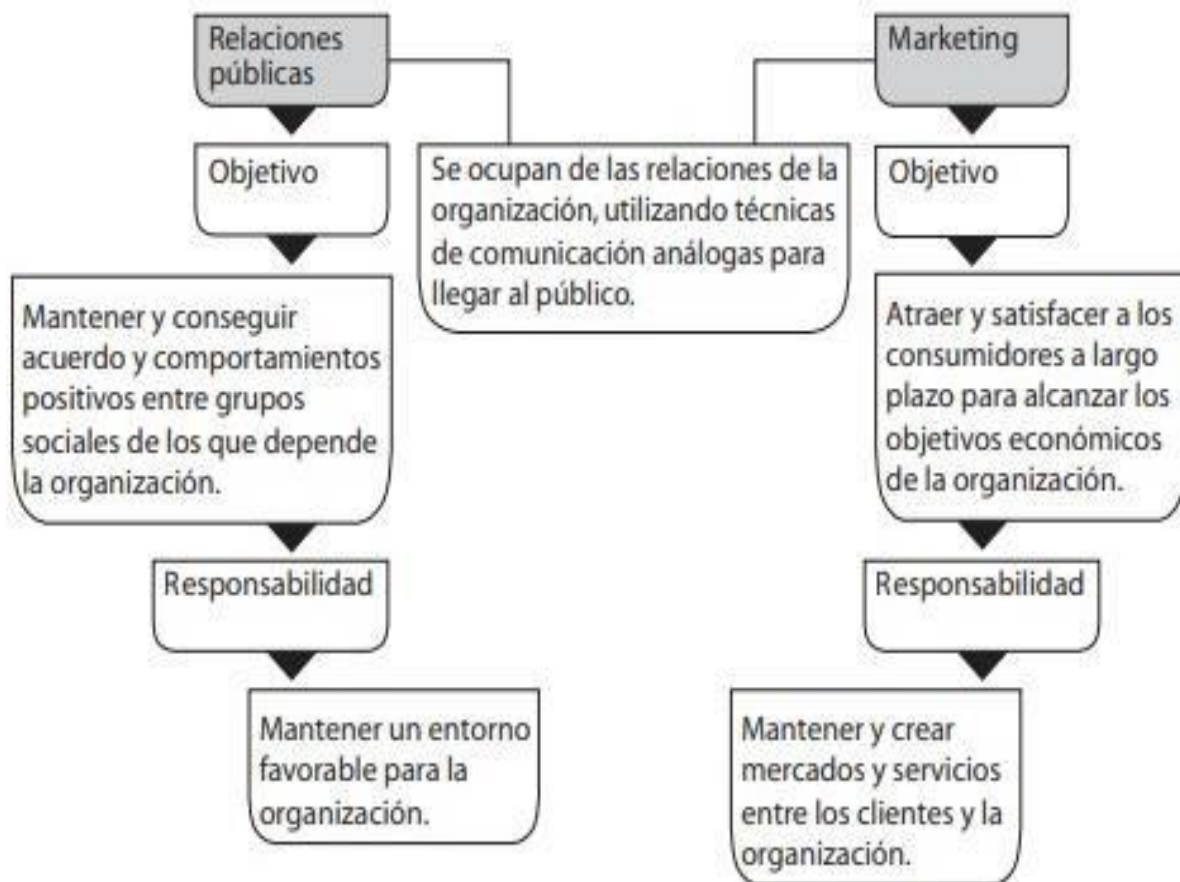 Relaciones
públicas
Objetivo
Mantener y conseguir
acuerdo y comportamientos
positivos entre grupos
sociales de los que depende
la organización.
Responsabilidad
Mantener un entorno
favorable para la
organización.
Se ocupan de las relaciones de la
organización, utilizando técnicas
de comunicación análogas para
llegar al público.
Marketing
Objetivo
Atraer y satisfacer a los
consumidores a largo
plazo para alcanzar los
objetivos económicos
de la organización.
Responsabilidad
Mantener y crear
mercados y servicios
entre los clientes y la
organización.